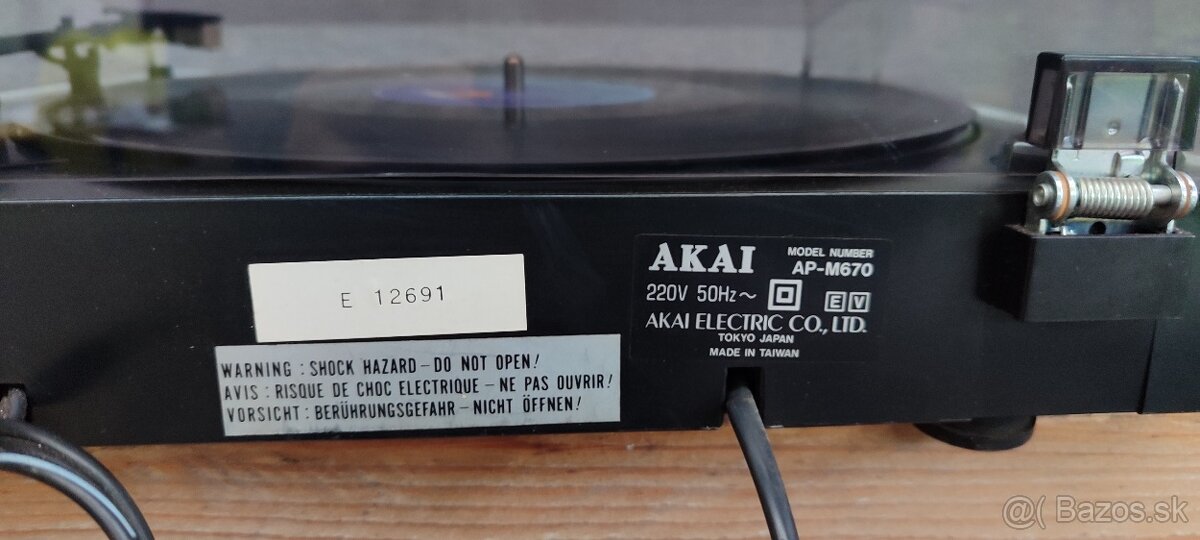 E 12691
WARNING : SHOCK HAZARD – DO NOT OPEN!
AVIS : RISQUE DE CHOC ELECTRIQUE – NE PAS OUVRIR!
VORSICHT : BERÜHRUNGSGEFAHR – NICHT ÖFFNEN!
AKAI MODEL NUMBER
AP-M670
220V 50Hz~ E V
AKAI ELECTRIC CO., LTD.
TOKYO JAPAN
MADE IN TAIWAN
@( Bazos.sk